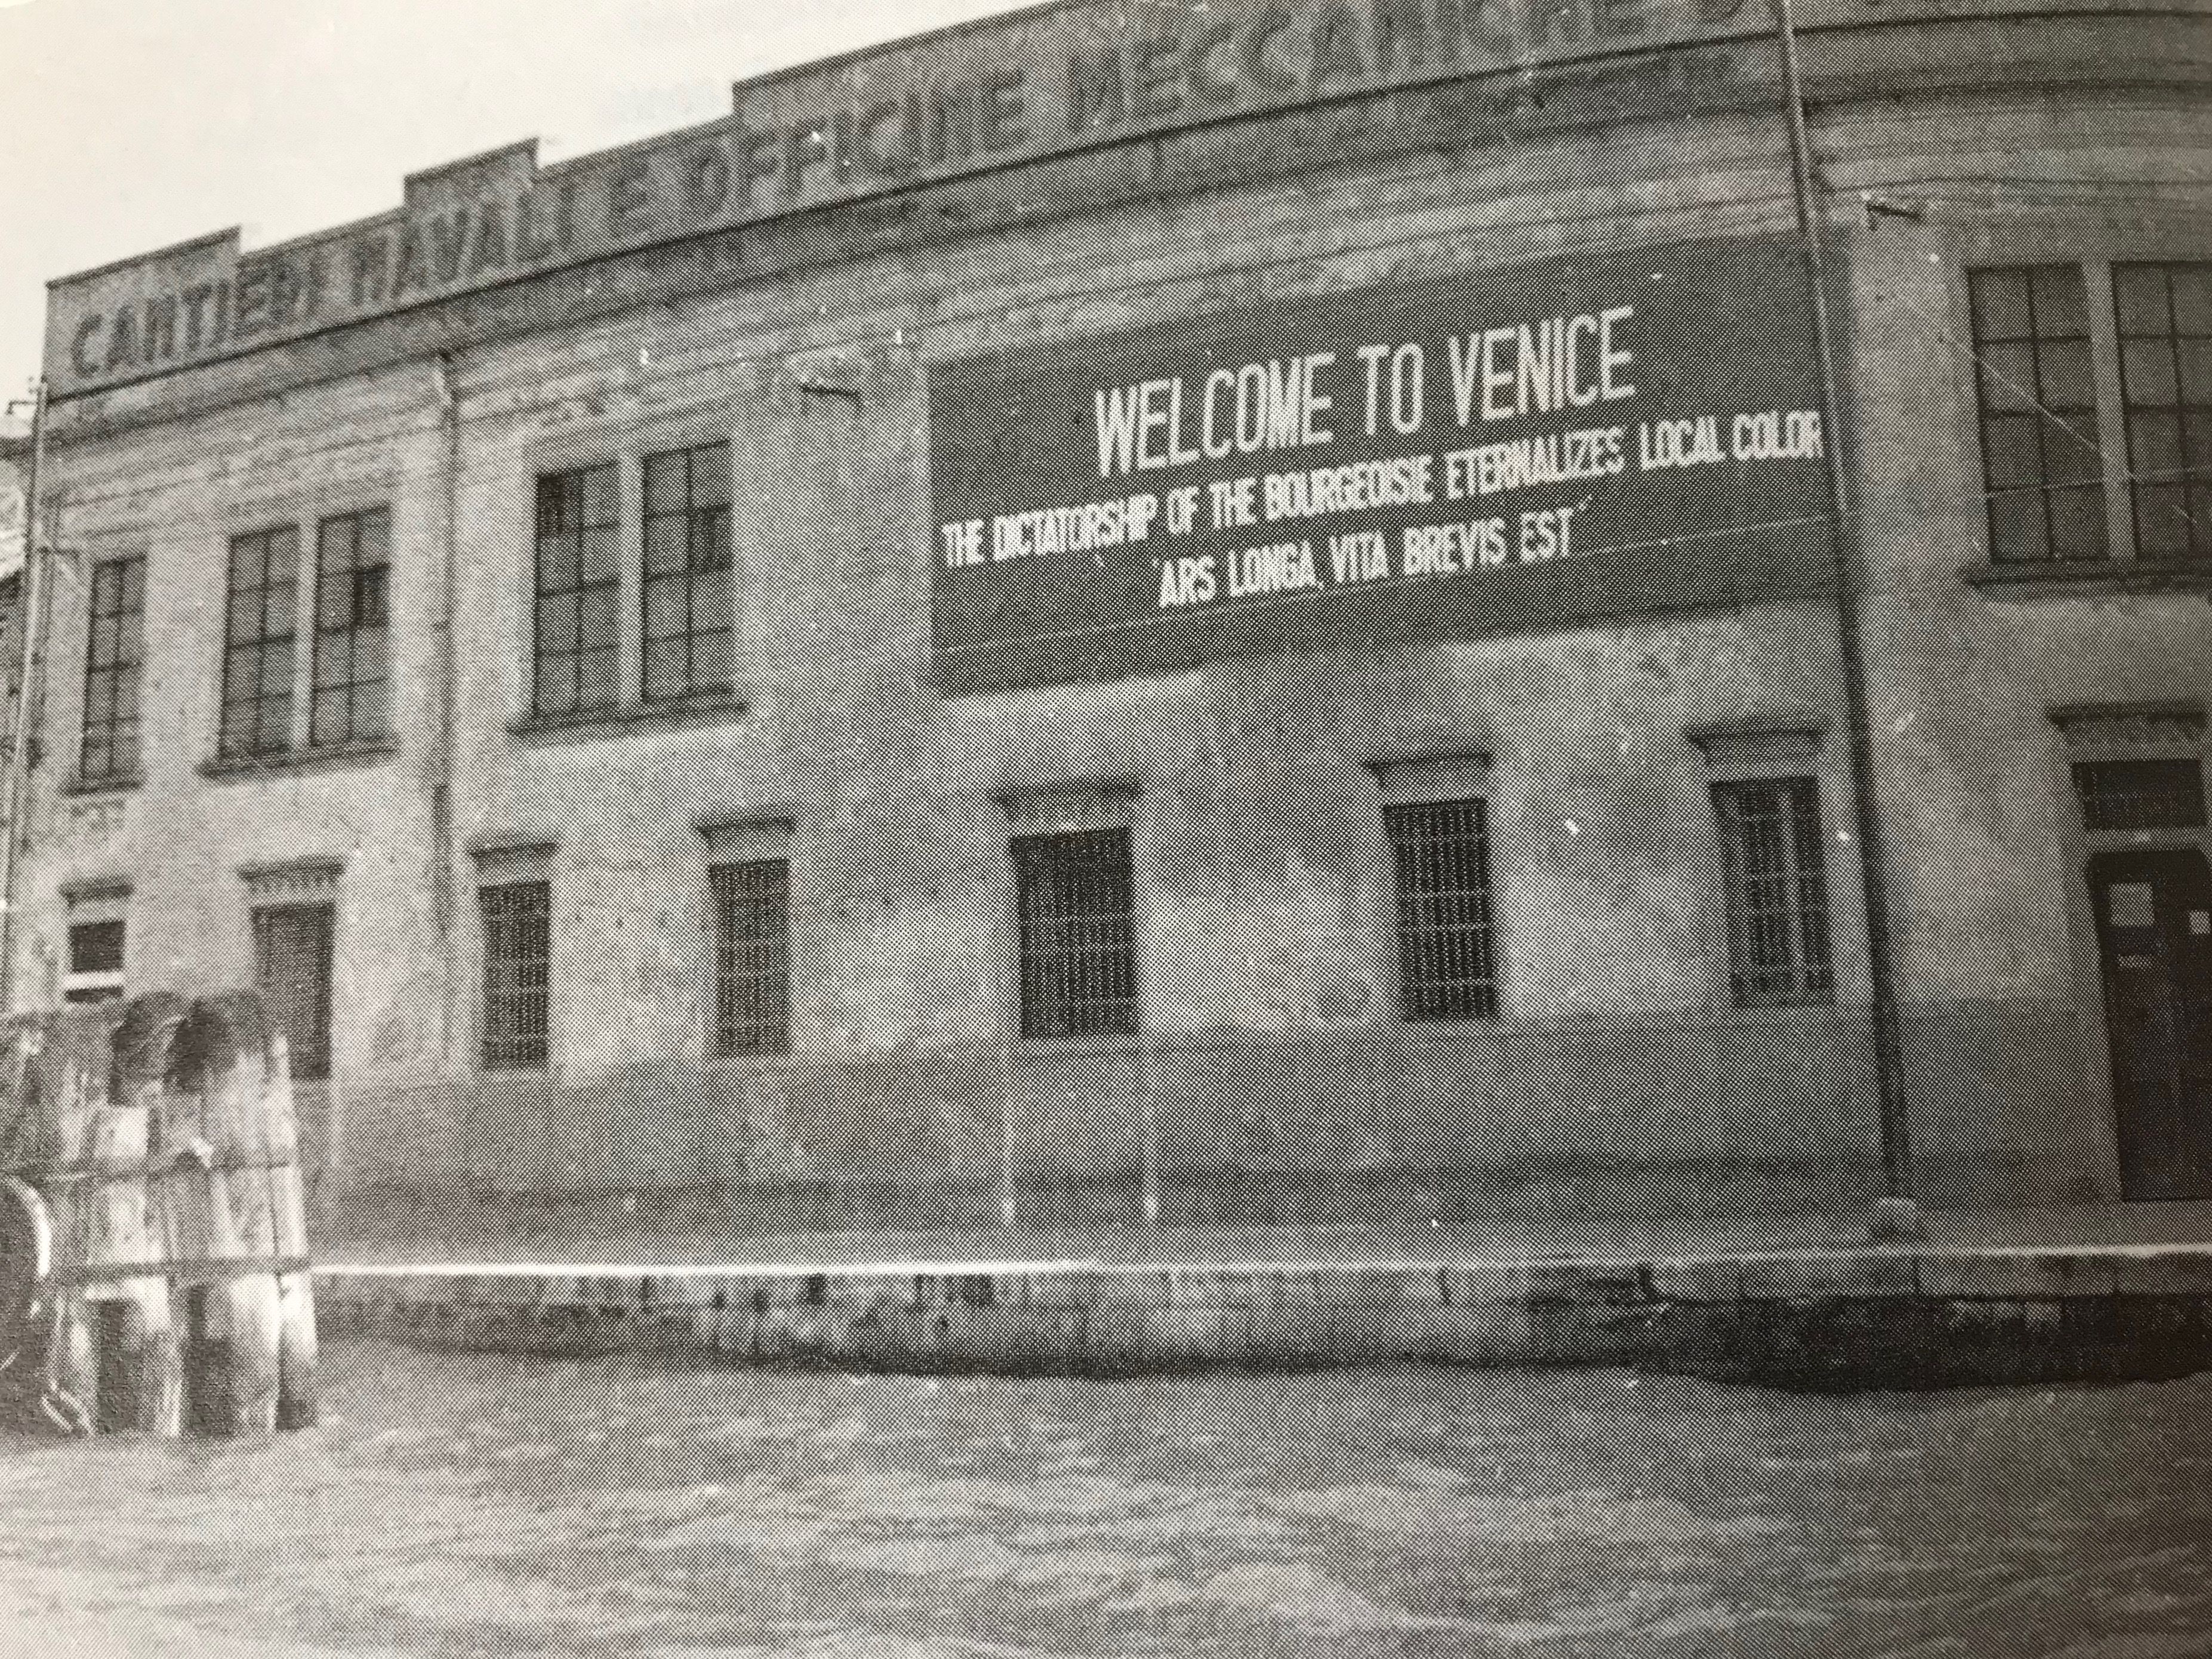 CANTIERI NAVALI E OFFICINE MECCANICHE
WELCOME TO VENICE
THE DICTATORSHIP OF THE BOURGEOISIE ETERNALIZES LOCAL COLOR
"ARS LONGA, VITA BREVIS EST"